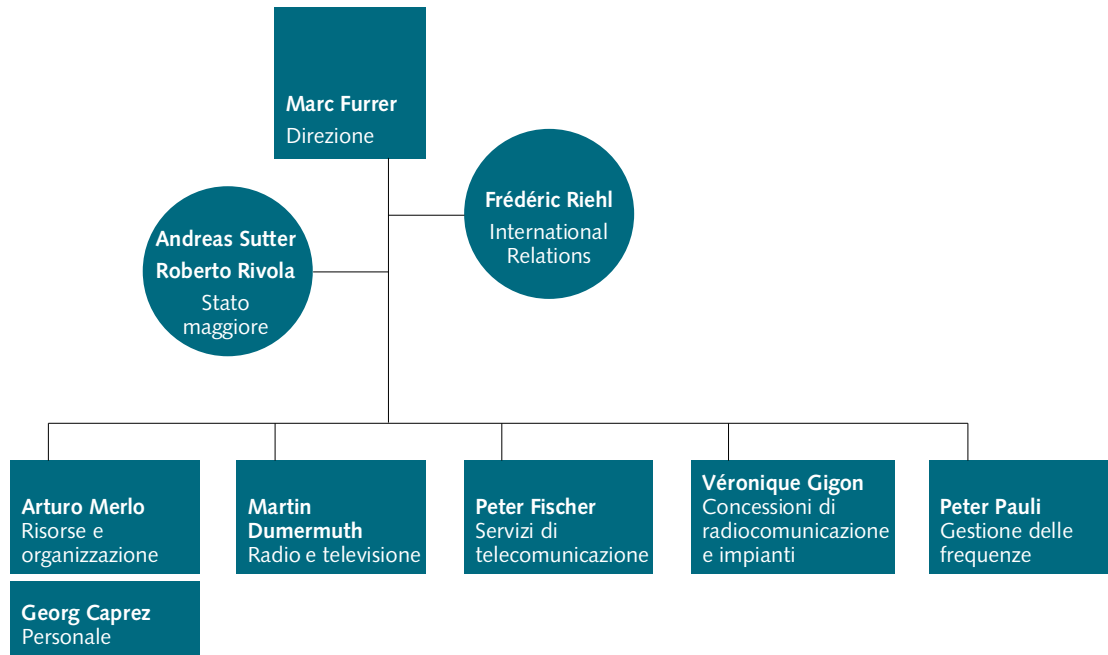 Marc Furrer
Direzione
Frédéric Riehl
International
Relations
Andreas Sutter
Roberto Rivola
Stato
maggiore
Arturo Merlo
Risorse e
organizzazione
Martin
Dumermuth
Radio e televisione
Peter Fischer
Servizi di
telecomunicazione
Véronique Gigon
Concessioni di
radiocomunicazione
e impianti
Peter Pauli
Gestione delle
frequenze
Georg Caprez
Personale